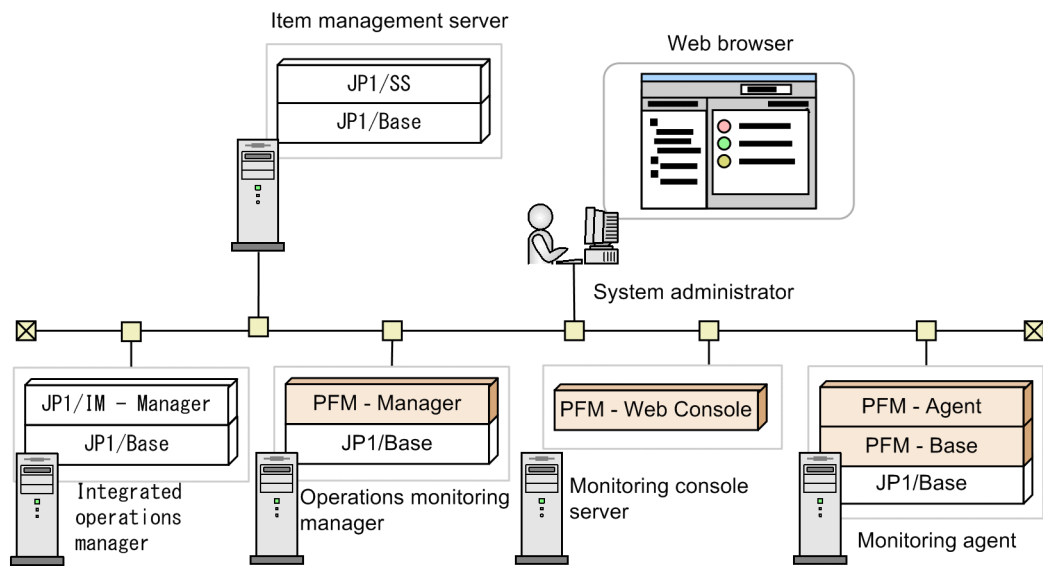 Item management server
JP1/SS
JP1/Base
Web browser
System administrator
JP1/IM - Manager
JP1/Base
Integrated
operations
manager
PFM - Manager
JP1/Base
Operations monitoring
manager
PFM - Web Console
Monitoring console
server
PFM - Agent
PFM - Base
JP1/Base
Monitoring agent